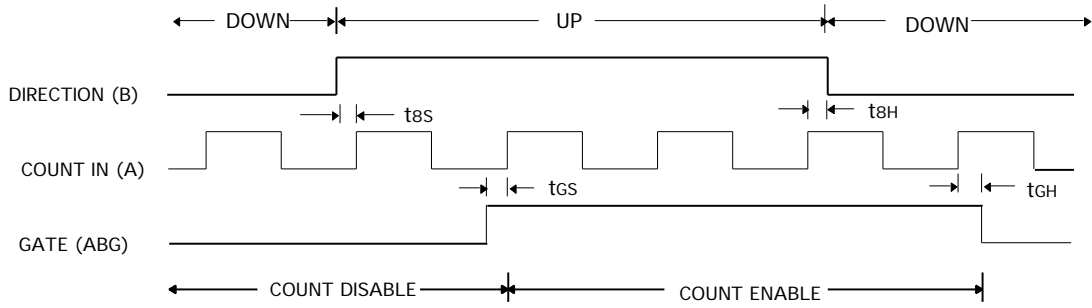 DOWN UP DOWN
DIRECTION (B)
t8S t8H
COUNT IN (A)
tGS tGH
GATE (ABG)
COUNT DISABLE COUNT ENABLE